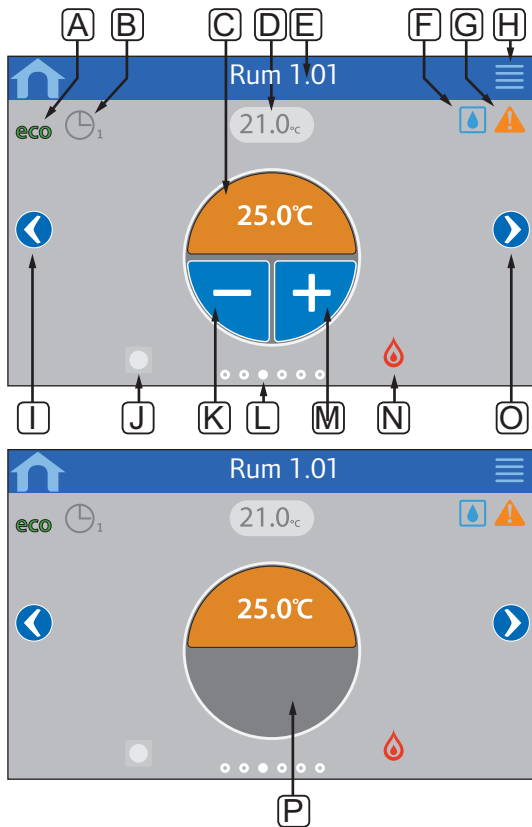 A B C D E F G H
Rum 1.01
eco 1 21.0°C
25.0°C
− +
I J K L M N O
Rum 1.01
eco 1 21.0°C
25.0°C
P